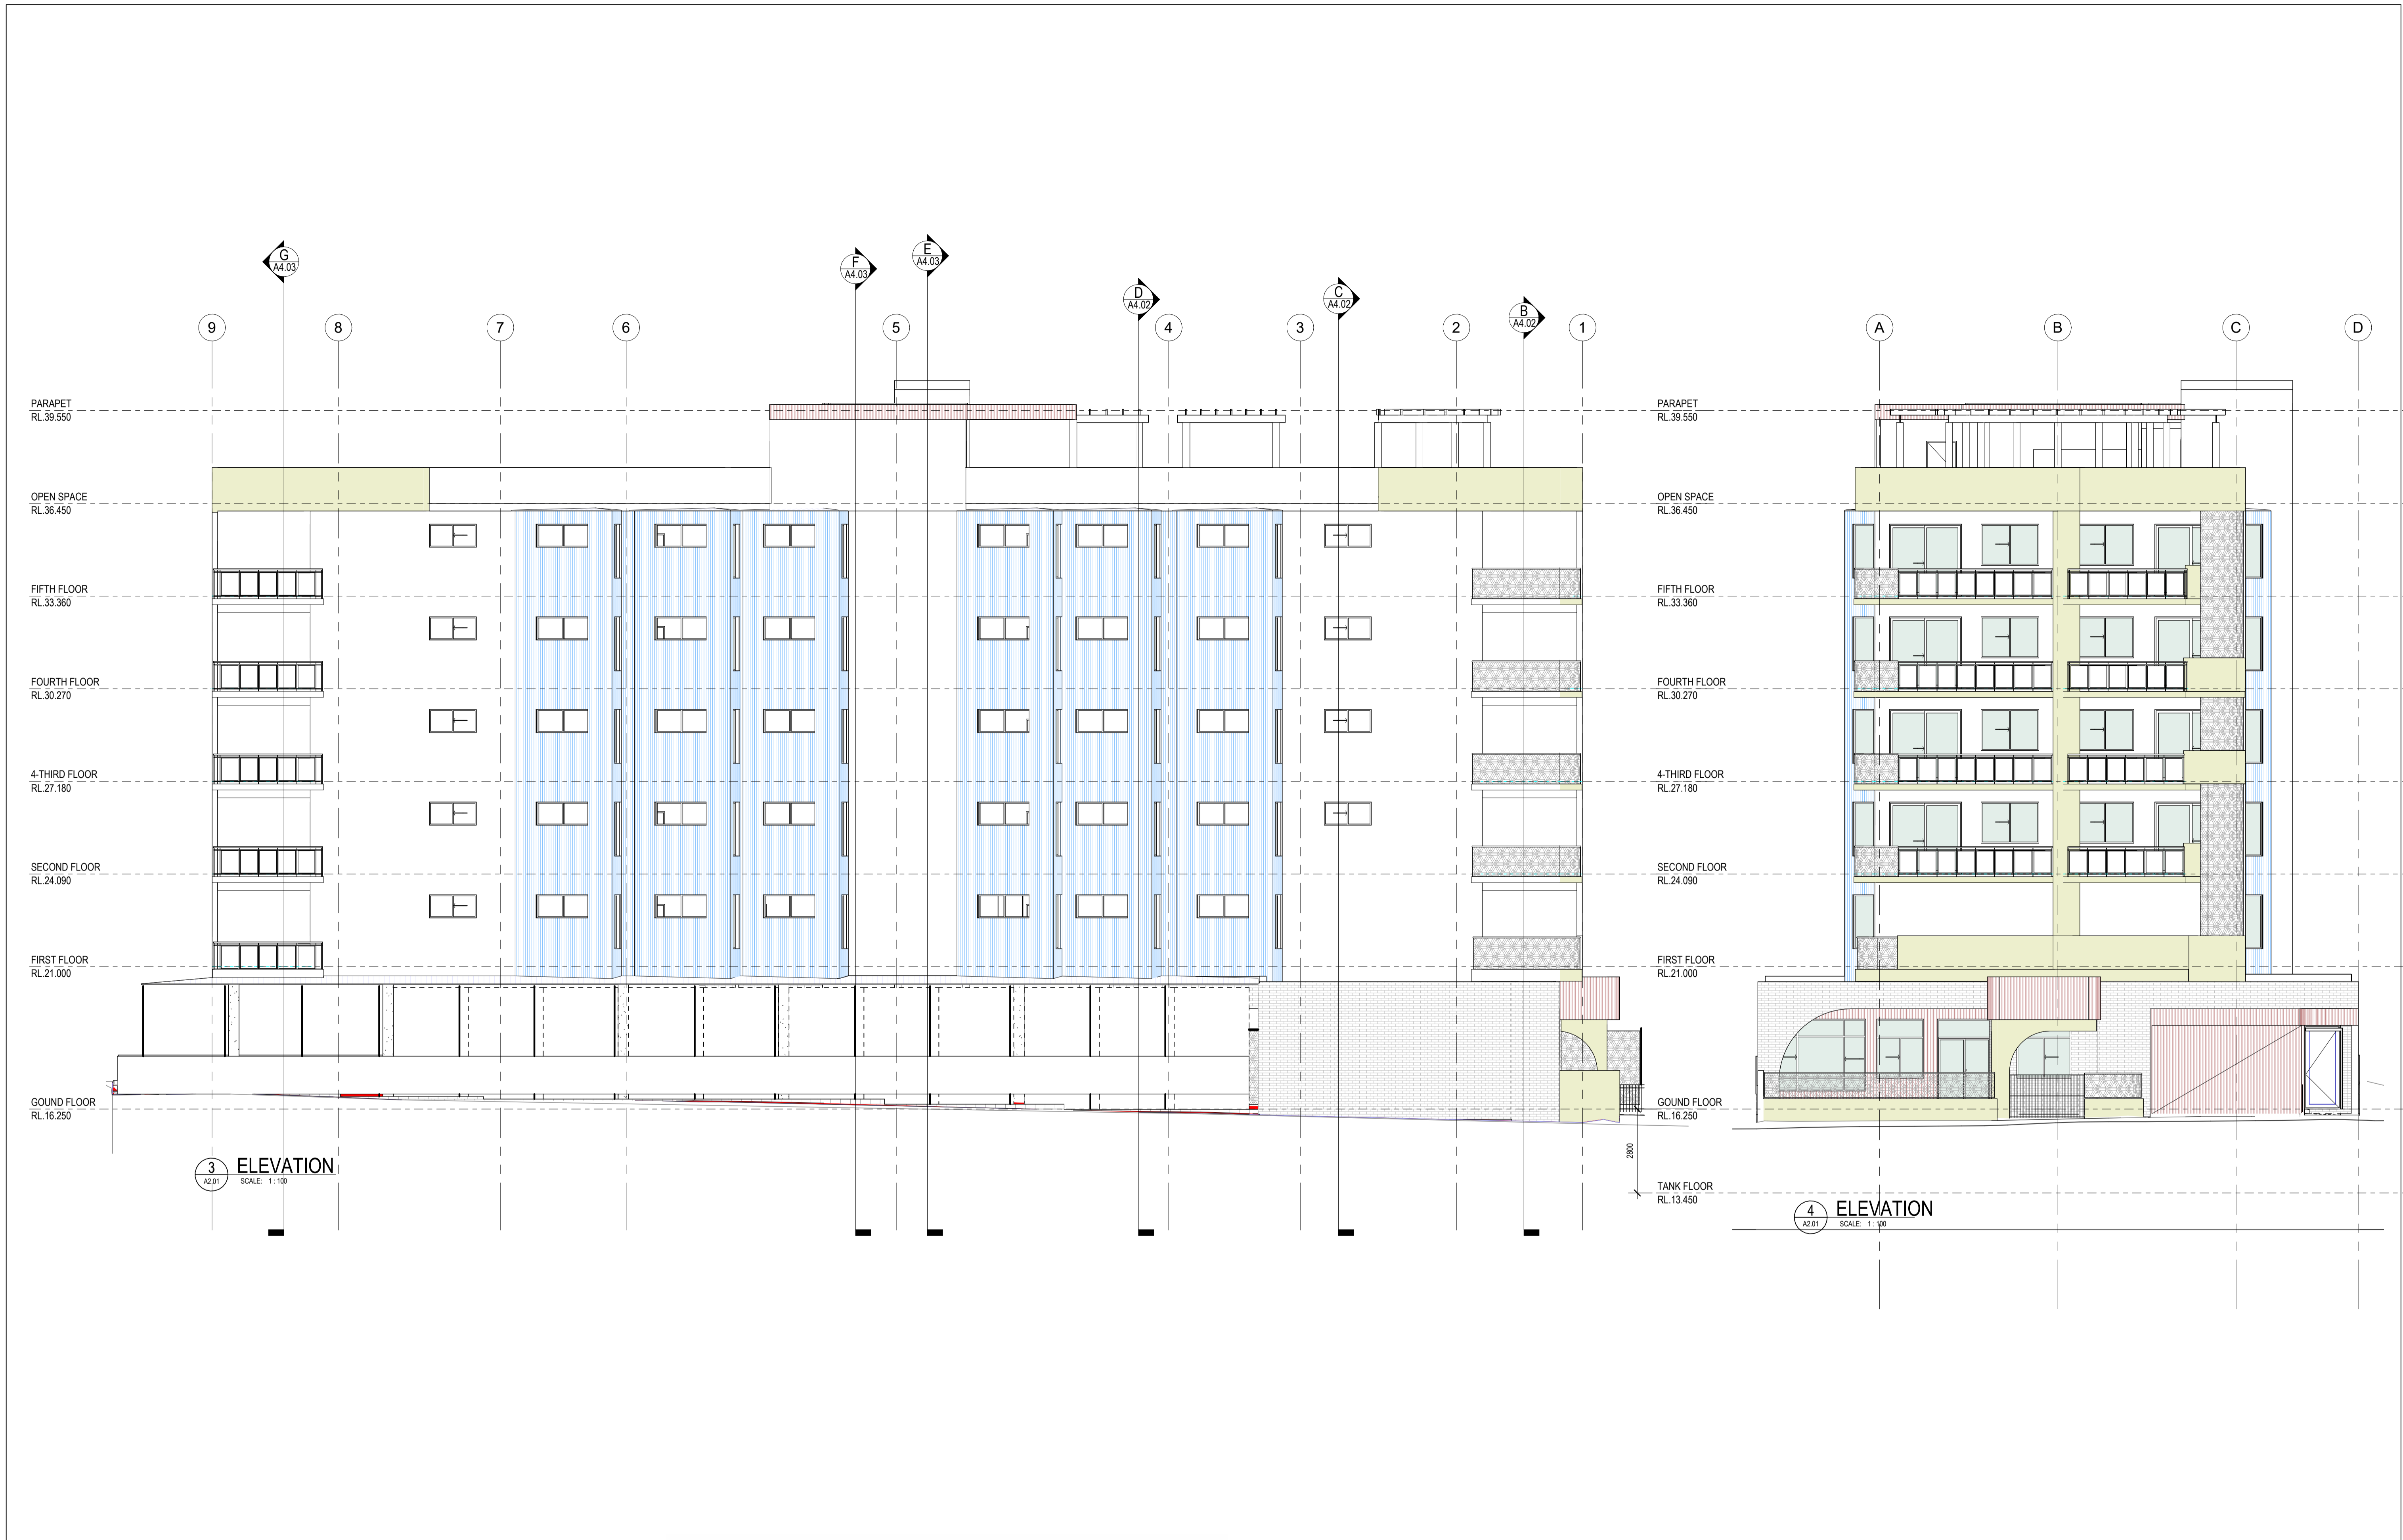 G
A4.03
F
A4.03
E
A4.03
D
A4.02
C
A4.02
B
A4.02
9
8
7
6
5
4
3
2
1
A
B
C
D
PARAPET
RL.39.550
OPEN SPACE
RL.36.450
FIFTH FLOOR
RL.33.360
FOURTH FLOOR
RL.30.270
4-THIRD FLOOR
RL.27.180
SECOND FLOOR
RL.24.090
FIRST FLOOR
RL.21.000
GOUND FLOOR
RL.16.250
3
A2.01
ELEVATION
SCALE: 1 : 100
PARAPET
RL.39.550
OPEN SPACE
RL.36.450
FIFTH FLOOR
RL.33.360
FOURTH FLOOR
RL.30.270
4-THIRD FLOOR
RL.27.180
SECOND FLOOR
RL.24.090
FIRST FLOOR
RL.21.000
GOUND FLOOR
RL.16.250
2800
TANK FLOOR
RL.13.450
4
A2.01
ELEVATION
SCALE: 1 : 100